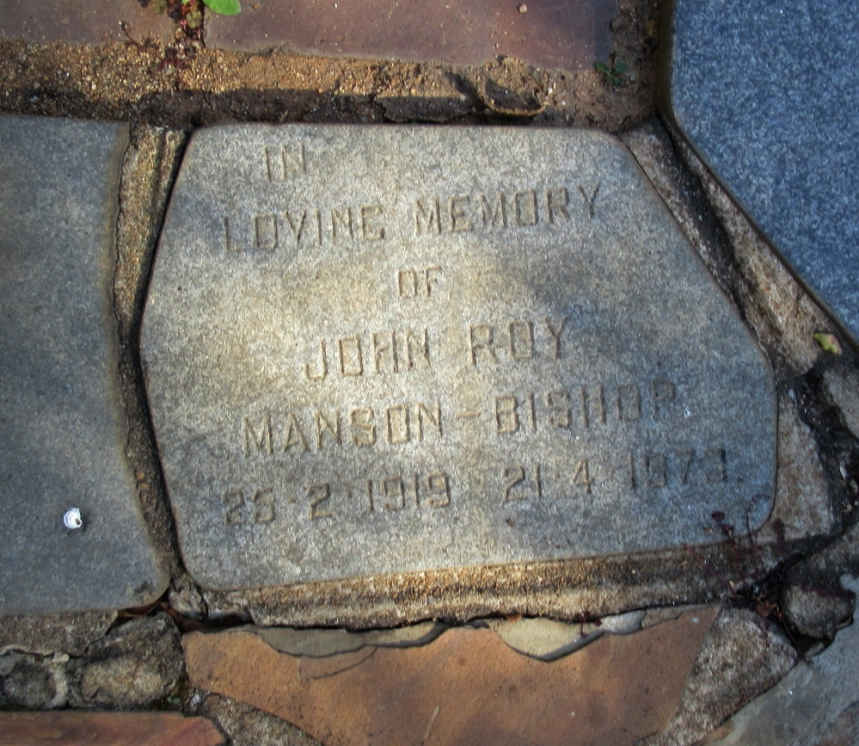 IN
LOVING MEMORY
OF
JOHN ROY
MANSON-BISHOP
25·2·1919 21·4·1973.